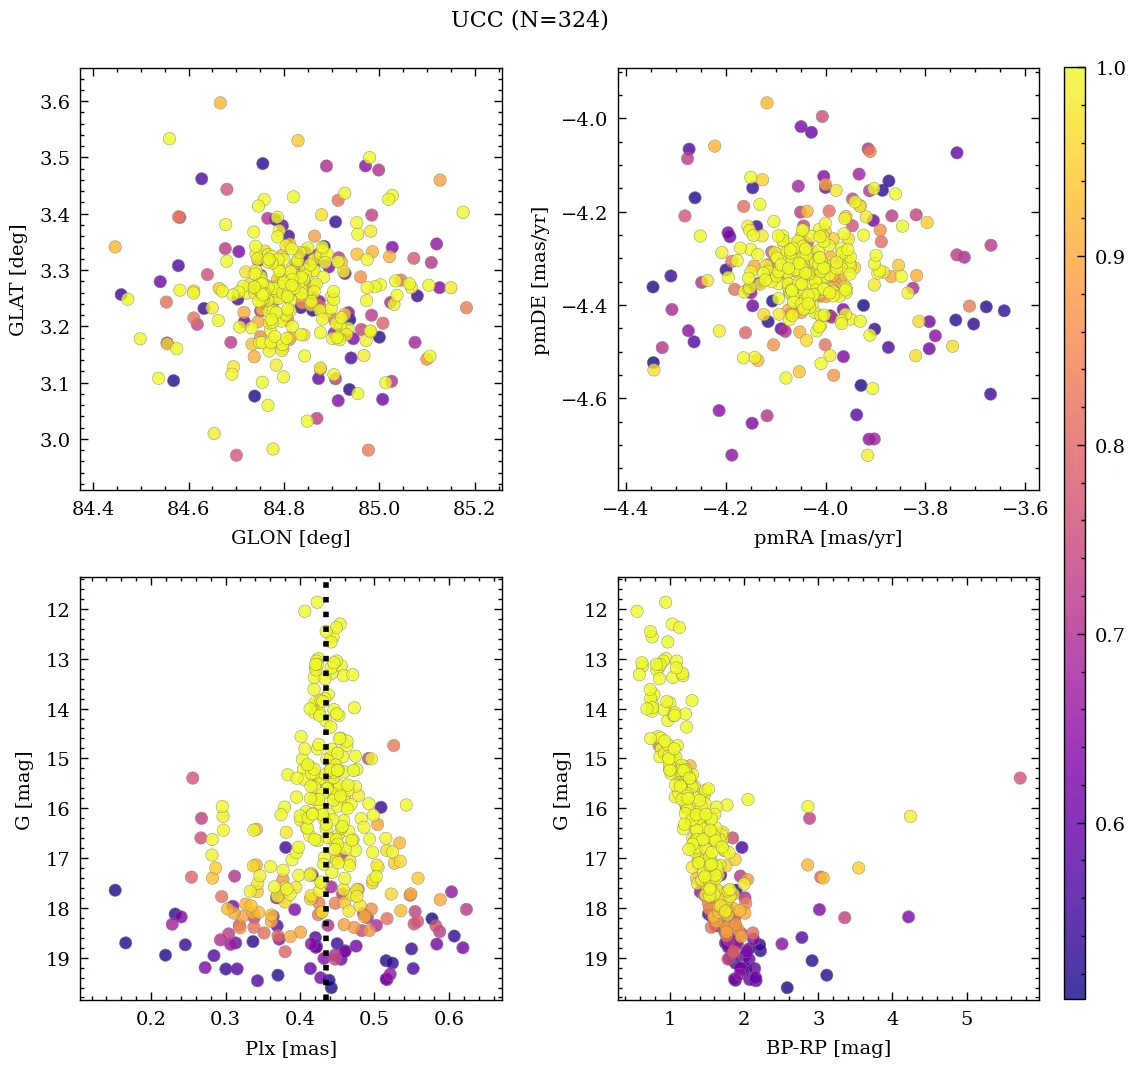 UCC (N=324)
3.6
3.5
3.4
3.3
3.2
3.1
3.0
GLAT [deg]
84.4 84.6 84.8 85.0 85.2
GLON [deg]
−4.0
−4.2
−4.4
−4.6
pmDE [mas/yr]
−4.4 −4.2 −4.0 −3.8 −3.6
pmRA [mas/yr]
12
13
14
15
16
17
18
19
G [mag]
0.2 0.3 0.4 0.5 0.6
Plx [mas]
12
13
14
15
16
17
18
19
G [mag]
1 2 3 4 5
BP-RP [mag]
1.0
0.9
0.8
0.7
0.6